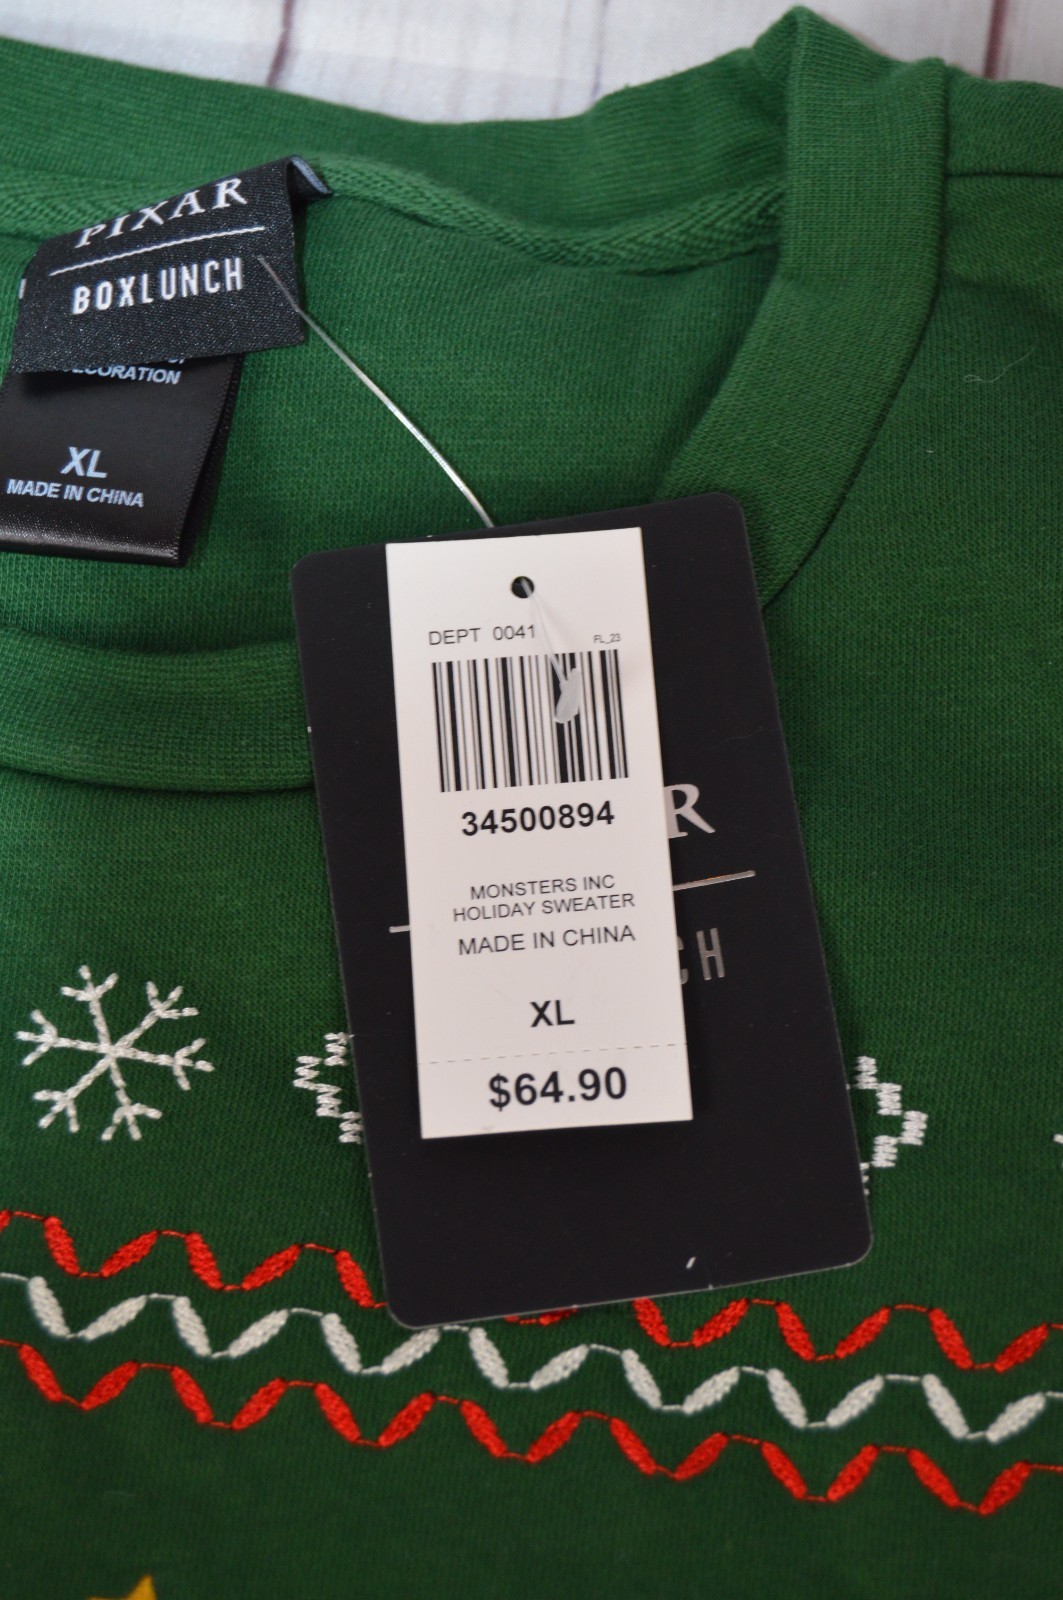 PIXAR
BOXLUNCH
DECORATION
XL
MADE IN CHINA
DEPT 0041
FL_23
34500894
MONSTERS INC
HOLIDAY SWEATER
MADE IN CHINA
XL
$64.90
R
CH